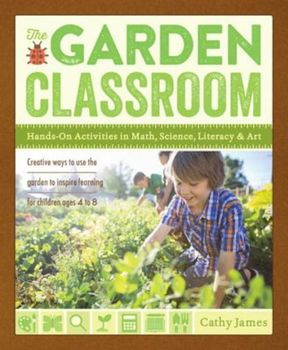 The
GARDEN
CLASSROOM
Hands-On Activities in Math, Science, Literacy & Art
Creative ways to use the
garden to inspire learning
for children ages 4 to 8
Cathy James